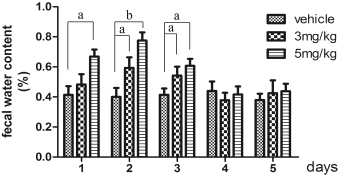 1.0
0.8
0.6
0.4
0.2
0.0
fecal water content
(%)
a
b
a
a
a
vehicle
3mg/kg
5mg/kg
1 2 3 4 5 days